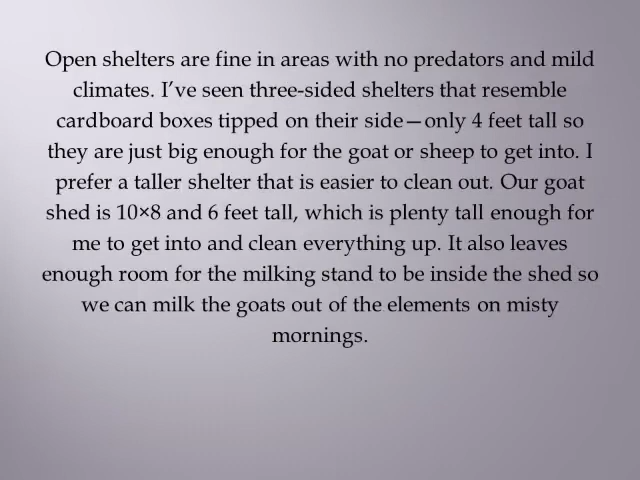 Open shelters are fine in areas with no predators and mild
climates. I’ve seen three-sided shelters that resemble
cardboard boxes tipped on their side—only 4 feet tall so
they are just big enough for the goat or sheep to get into. I
prefer a taller shelter that is easier to clean out. Our goat
shed is 10×8 and 6 feet tall, which is plenty tall enough for
me to get into and clean everything up. It also leaves
enough room for the milking stand to be inside the shed so
we can milk the goats out of the elements on misty
mornings.